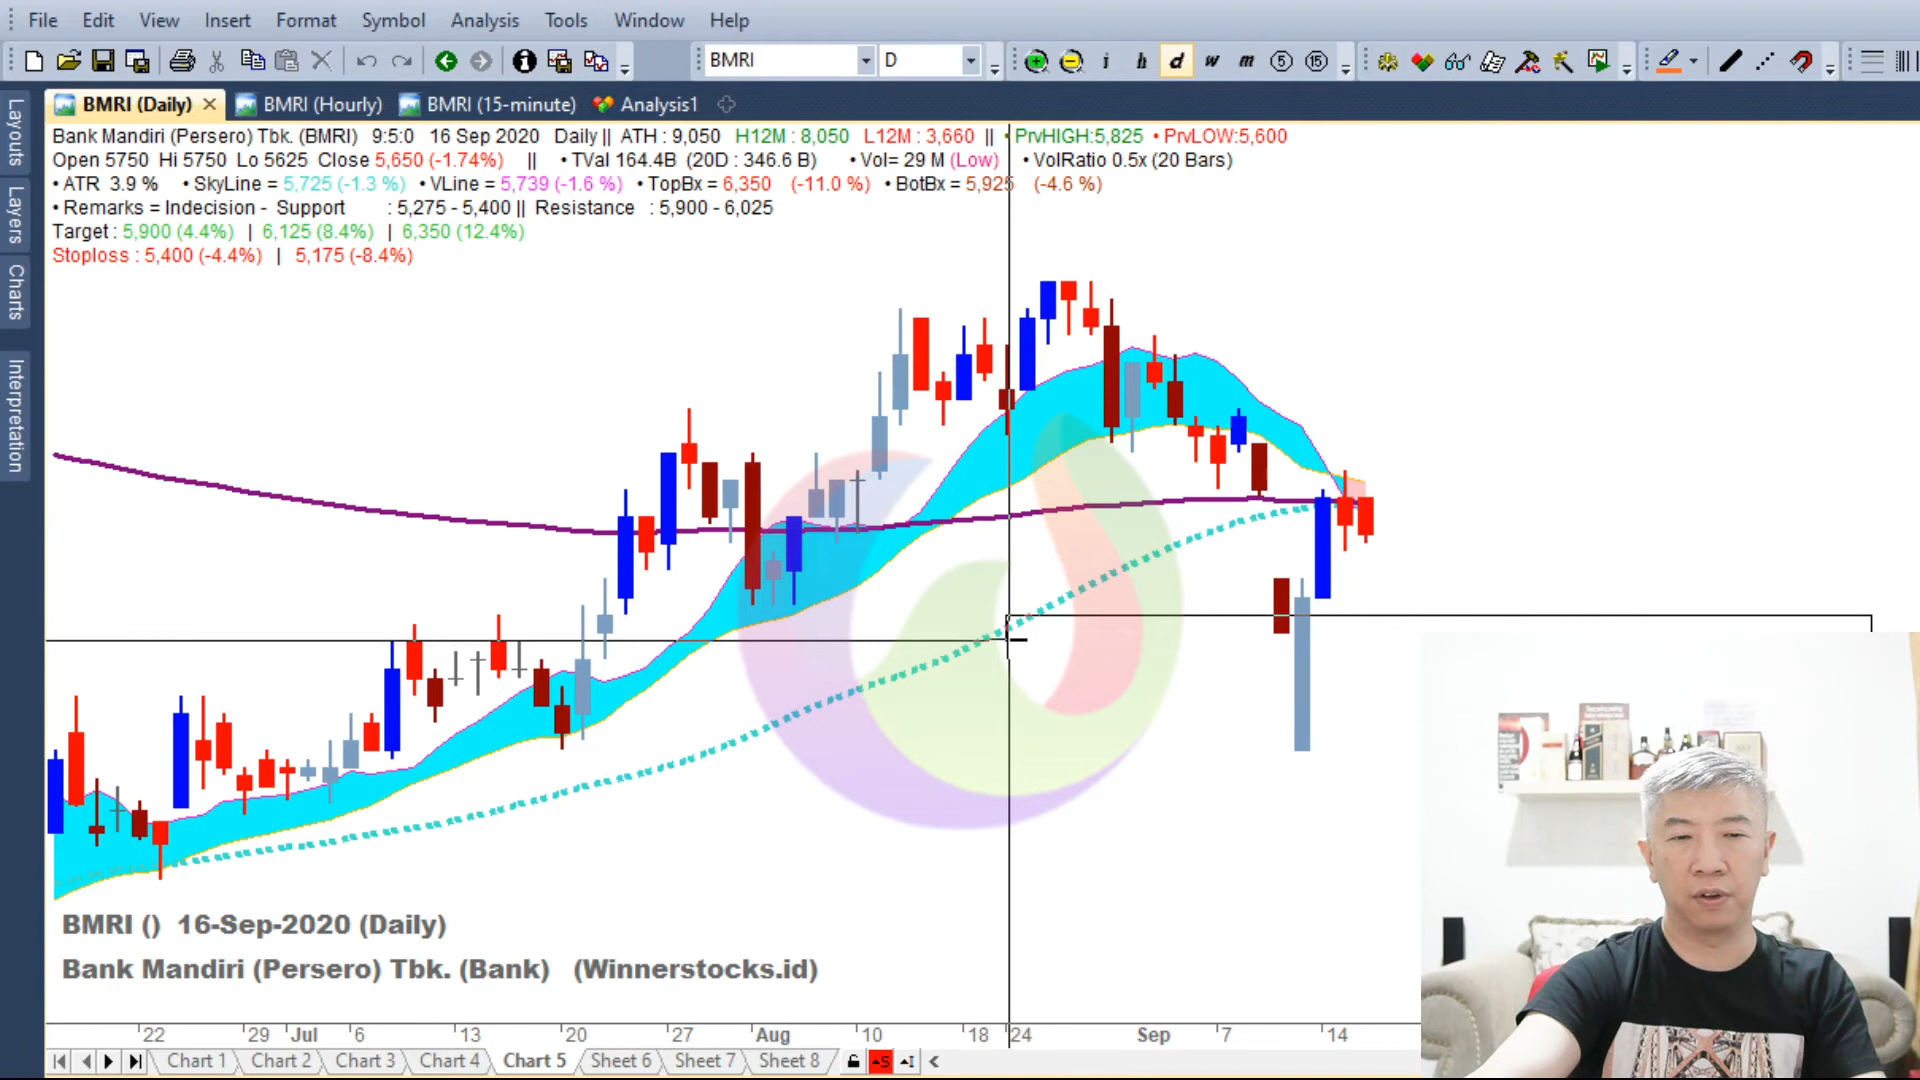 File Edit View Insert Format Symbol Analysis Tools Window Help
BMRI D i h d w m 5 15
BMRI (Daily) BMRI (Hourly) BMRI (15-minute) Analysis1
Layouts
Layers
Charts
Interpretation
Bank Mandiri (Persero) Tbk. (BMRI) 9:5:0 16 Sep 2020 Daily || ATH : 9,050 H12M : 8,050 L12M : 3,660 || • PrvHIGH:5,825 • PrvLOW:5,600
Open 5750 Hi 5750 Lo 5625 Close 5,650 (-1.74%) || • TVal 164.4B (20D : 346.6 B) • Vol= 29 M (Low) • VolRatio 0.5x (20 Bars)
• ATR 3.9 % • SkyLine = 5,725 (-1.3 %) • VLine = 5,739 (-1.6 %) • TopBx = 6,350 (-11.0 %) • BotBx = 5,925 (-4.6 %)
• Remarks = Indecision - Support : 5,275 - 5,400 || Resistance : 5,900 - 6,025
Target : 5,900 (4.4%) | 6,125 (8.4%) | 6,350 (12.4%)
Stoploss : 5,400 (-4.4%) | 5,175 (-8.4%)
BMRI () 16-Sep-2020 (Daily)
Bank Mandiri (Persero) Tbk. (Bank) (Winnerstocks.id)
22 29 Jul 6 13 20 27 Aug 10 18 24 Sep 7 14
Chart 1 Chart 2 Chart 3 Chart 4 Chart 5 Sheet 6 Sheet 7 Sheet 8